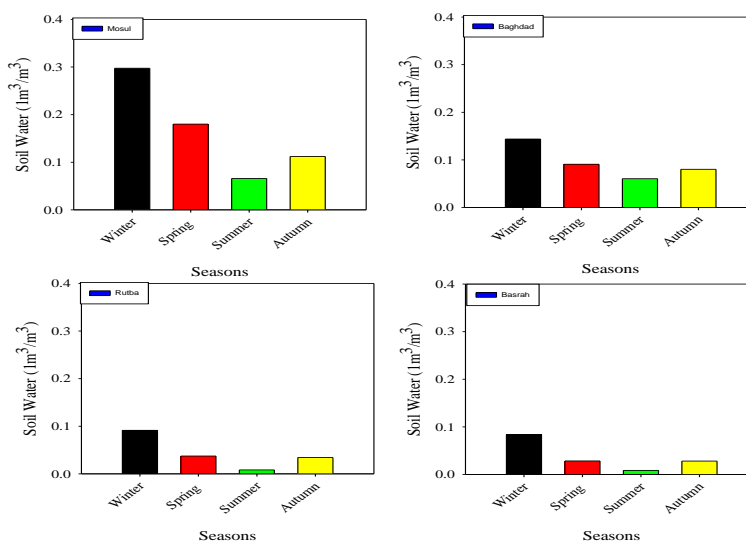 Mosul
Soil Water (1m³/m³)
0.4
0.3
0.2
0.1
0.0
Winter
Spring
Summer
Autumn
Seasons
Baghdad
Soil Water (1m³/m³)
0.4
0.3
0.2
0.1
0.0
Winter
Spring
Summer
Autumn
Seasons
Rutba
Soil Water (1m³/m³)
0.4
0.3
0.2
0.1
0.0
Winter
Spring
Summer
Autumn
Seasons
Basrah
Soil Water (1m³/m³)
0.4
0.3
0.2
0.1
0.0
Winter
Spring
Summer
Autumn
Seasons